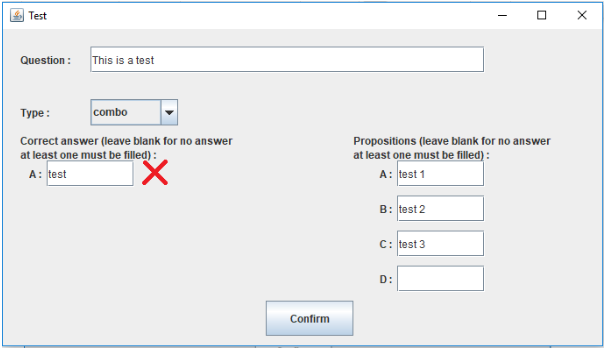 Test
Question :
This is a test
Type :
combo
Correct answer (leave blank for no answer
at least one must be filled) :
A :
test
Propositions (leave blank for no answer
at least one must be filled) :
A :
test 1
B :
test 2
C :
test 3
D :
Confirm